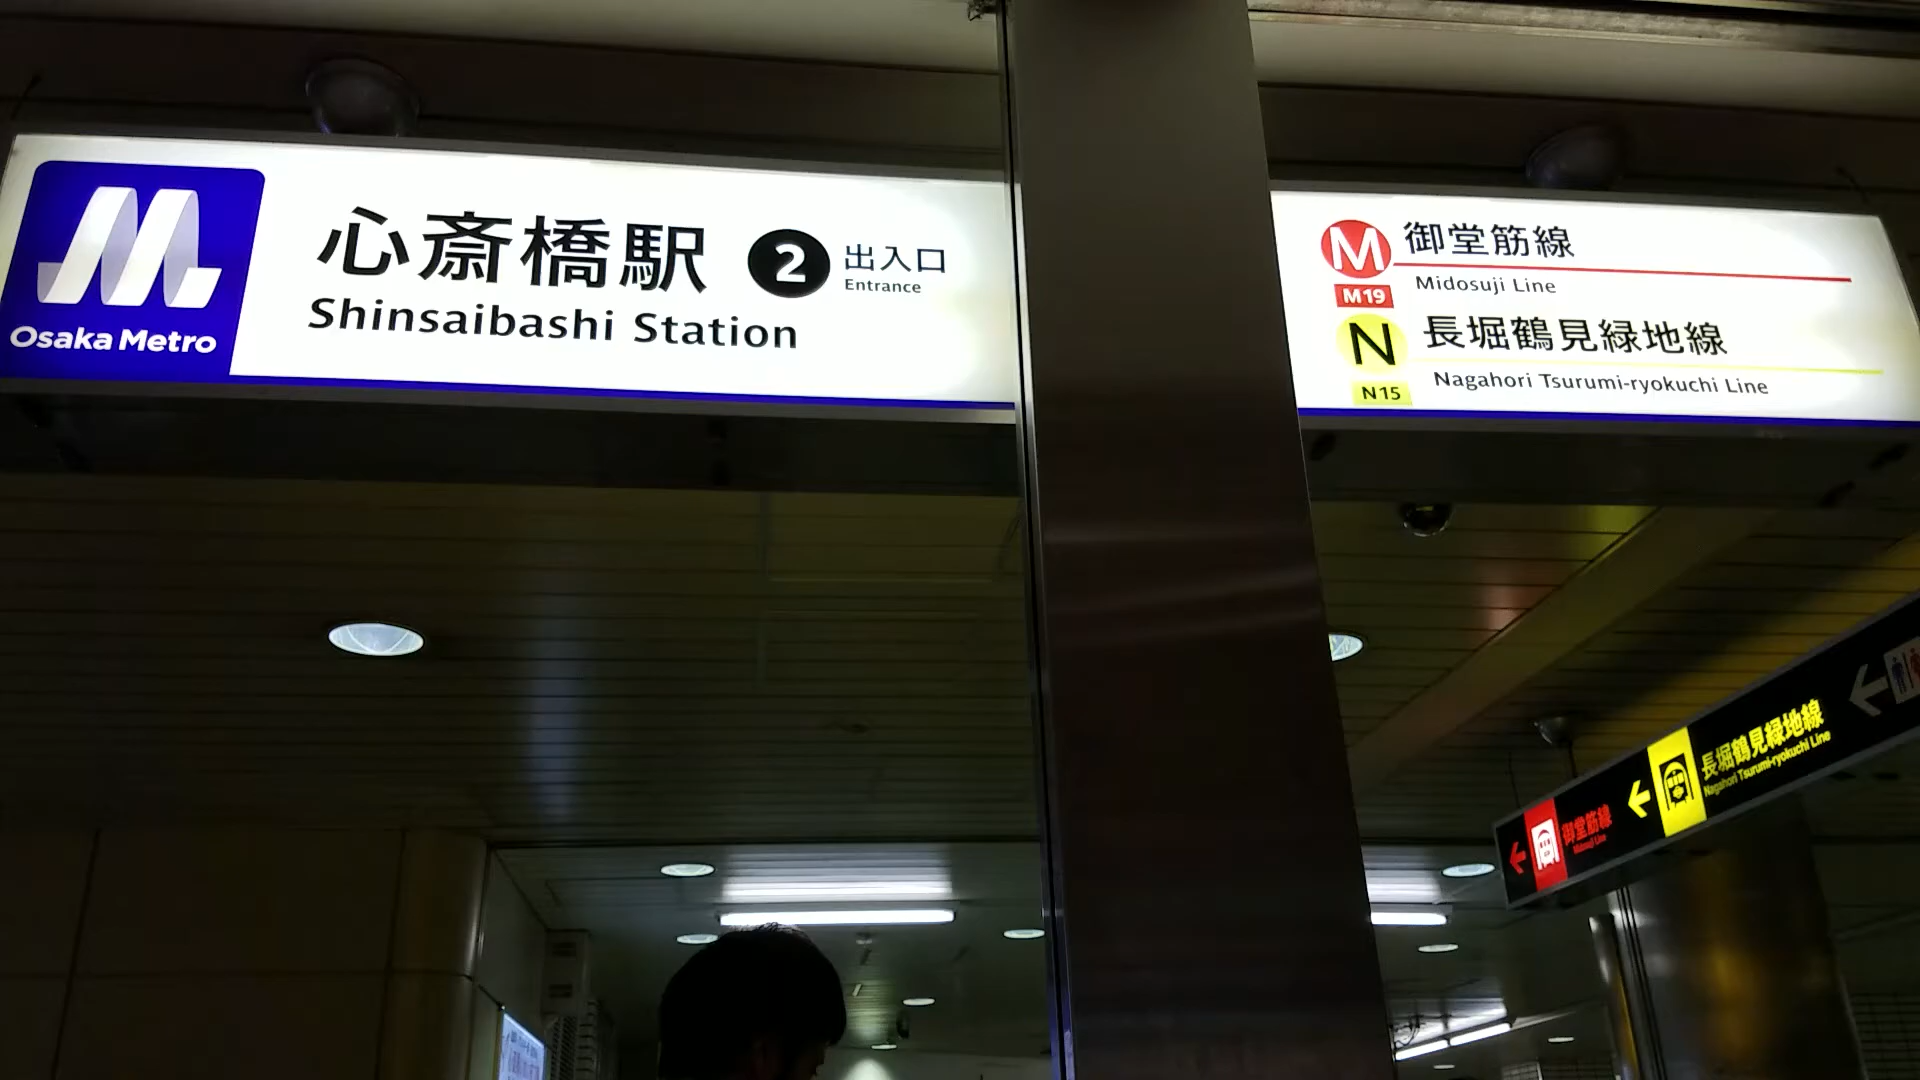 心斎橋駅 2 出入口
Entrance
Shinsaibashi Station
Osaka Metro
M 御堂筋線
M19 Midosuji Line
N 長堀鶴見緑地線
N15 Nagahori Tsurumi-ryokuchi Line
御堂筋線
Midosuji Line
長堀鶴見緑地線
Nagahori Tsurumi-ryokuchi Line